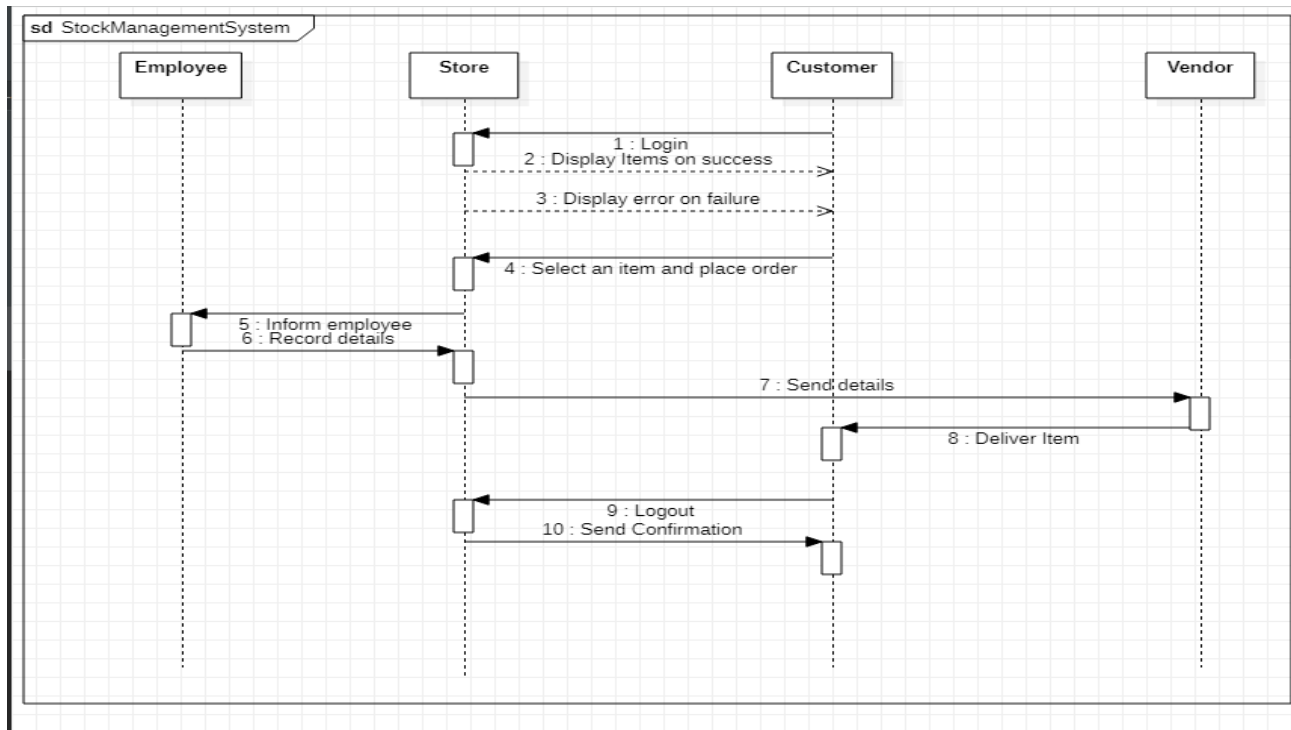 sd StockManagementSystem
Employee
Store
Customer
Vendor
1 : Login
2 : Display Items on success
3 : Display error on failure
4 : Select an item and place order
5 : Inform employee
6 : Record details
7 : Send details
8 : Deliver Item
9 : Logout
10 : Send Confirmation